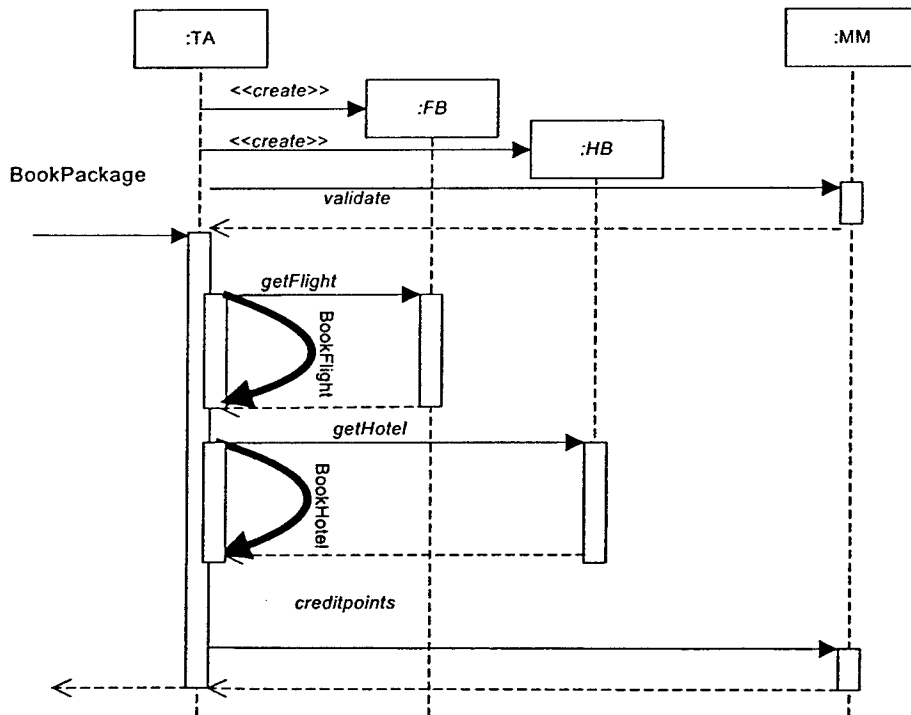 :TA
:MM
<<create>>
:FB
<<create>>
:HB
BookPackage
validate
getFlight
BookFlight
getHotel
BookHotel
creditpoints